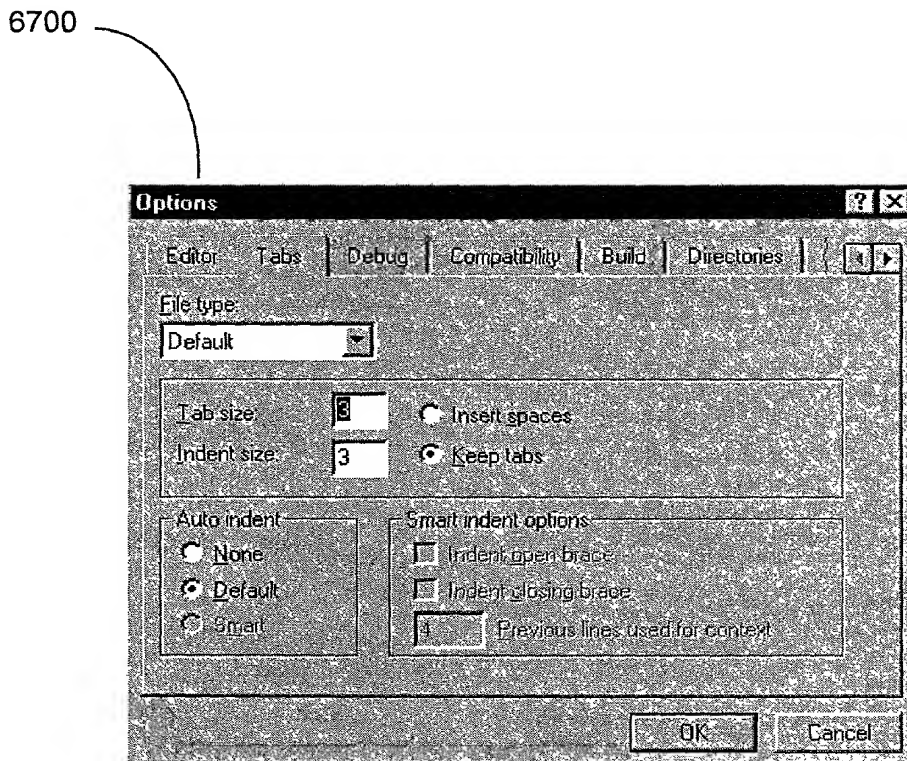 6700
Options
Editor Tabs Debug Compatibility Build Directories
File type:
Default
Tab size: 3 Insert spaces
Indent size: 3 Keep tabs
Auto indent Smart indent options
None Indent open brace
Default Indent closing brace
Smart 4 Previous lines used for context
OK Cancel